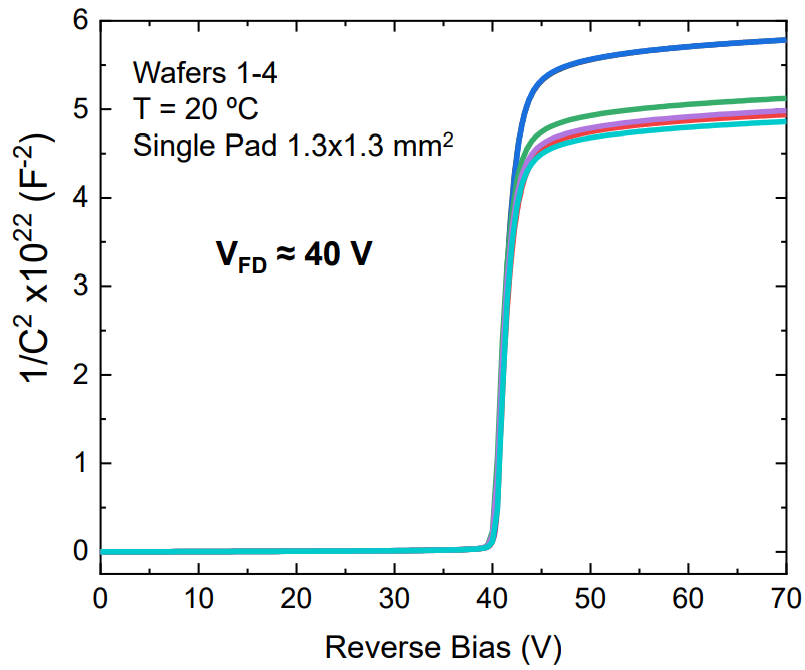 6
5
4
3
2
1
0
1/C² x10²² (F⁻²)
Wafers 1-4
T = 20 ºC
Single Pad 1.3x1.3 mm²
V_FD ≈ 40 V
0 10 20 30 40 50 60 70
Reverse Bias (V)